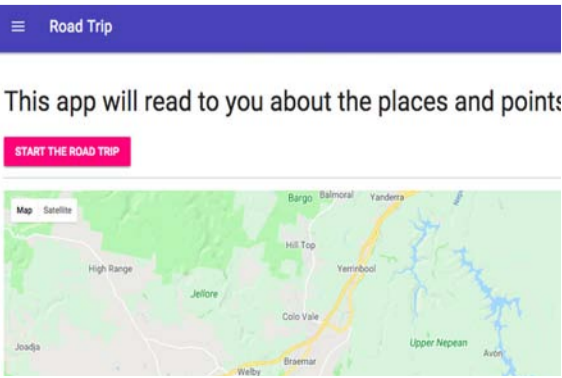 Road Trip
This app will read to you about the places and points
START THE ROAD TRIP
Map Satellite
Bargo Balmoral Yanderra
Hill Top
High Range
Yerrinbool
Jellore
Colo Vale
Joadja
Upper Nepean
Avon
Braemar
Welby